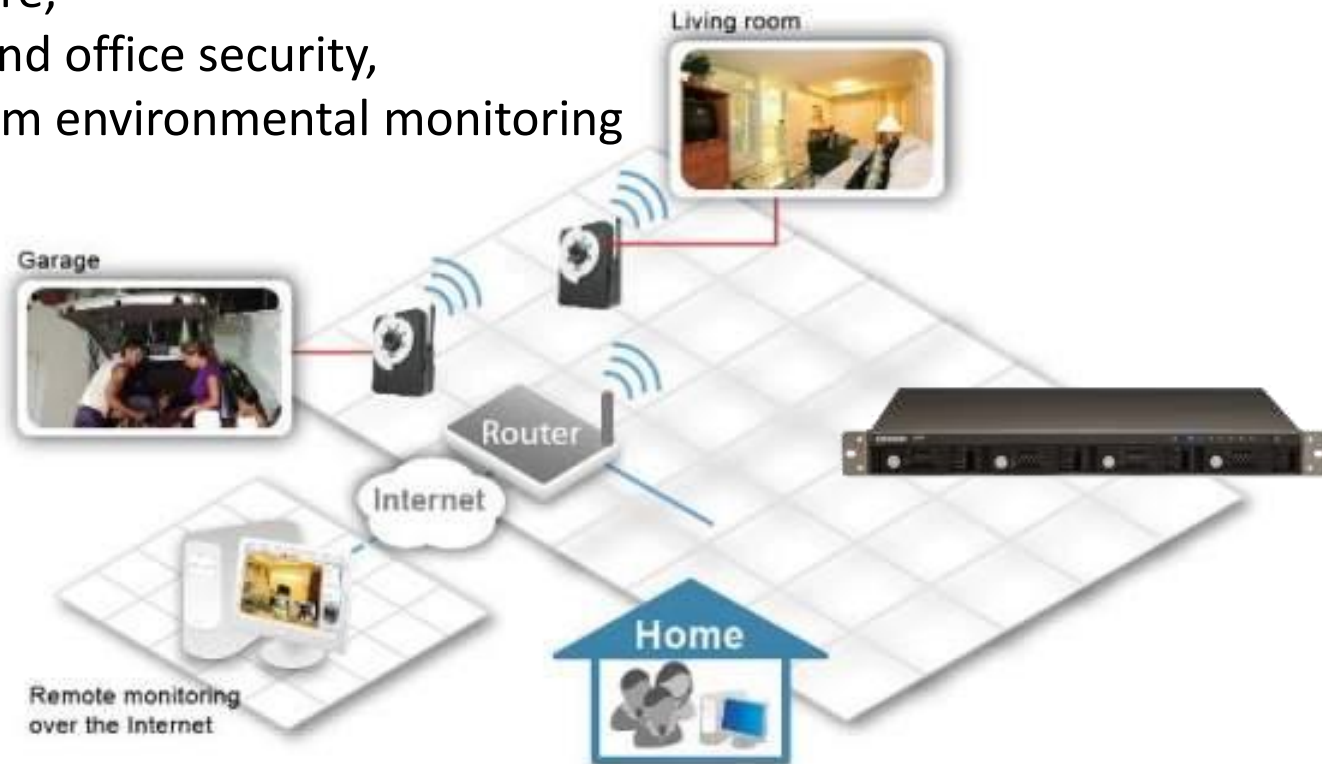 re,
nd office security,
m environmental monitoring
Living room
Garage
Router
Internet
Home
Remote monitoring
over the Internet